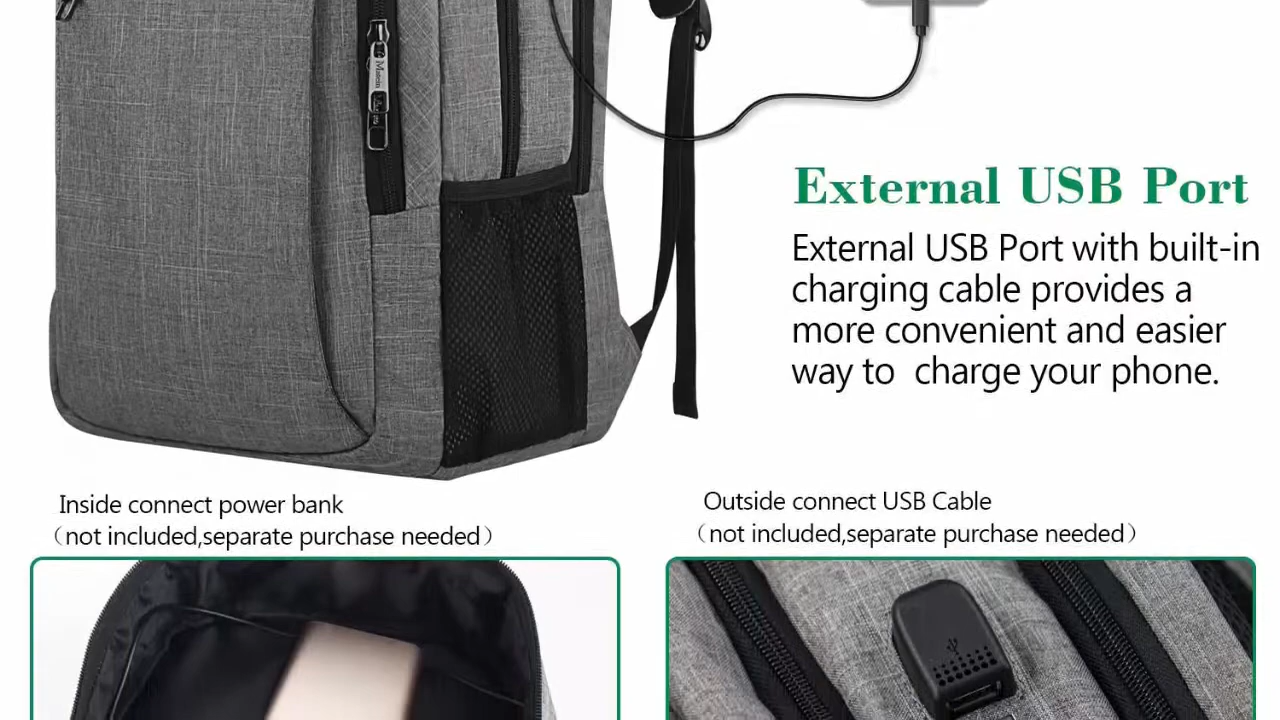 External USB Port
External USB Port with built-in
charging cable provides a
more convenient and easier
way to charge your phone.
Inside connect power bank
（not included,separate purchase needed）
Outside connect USB Cable
（not included,separate purchase needed）